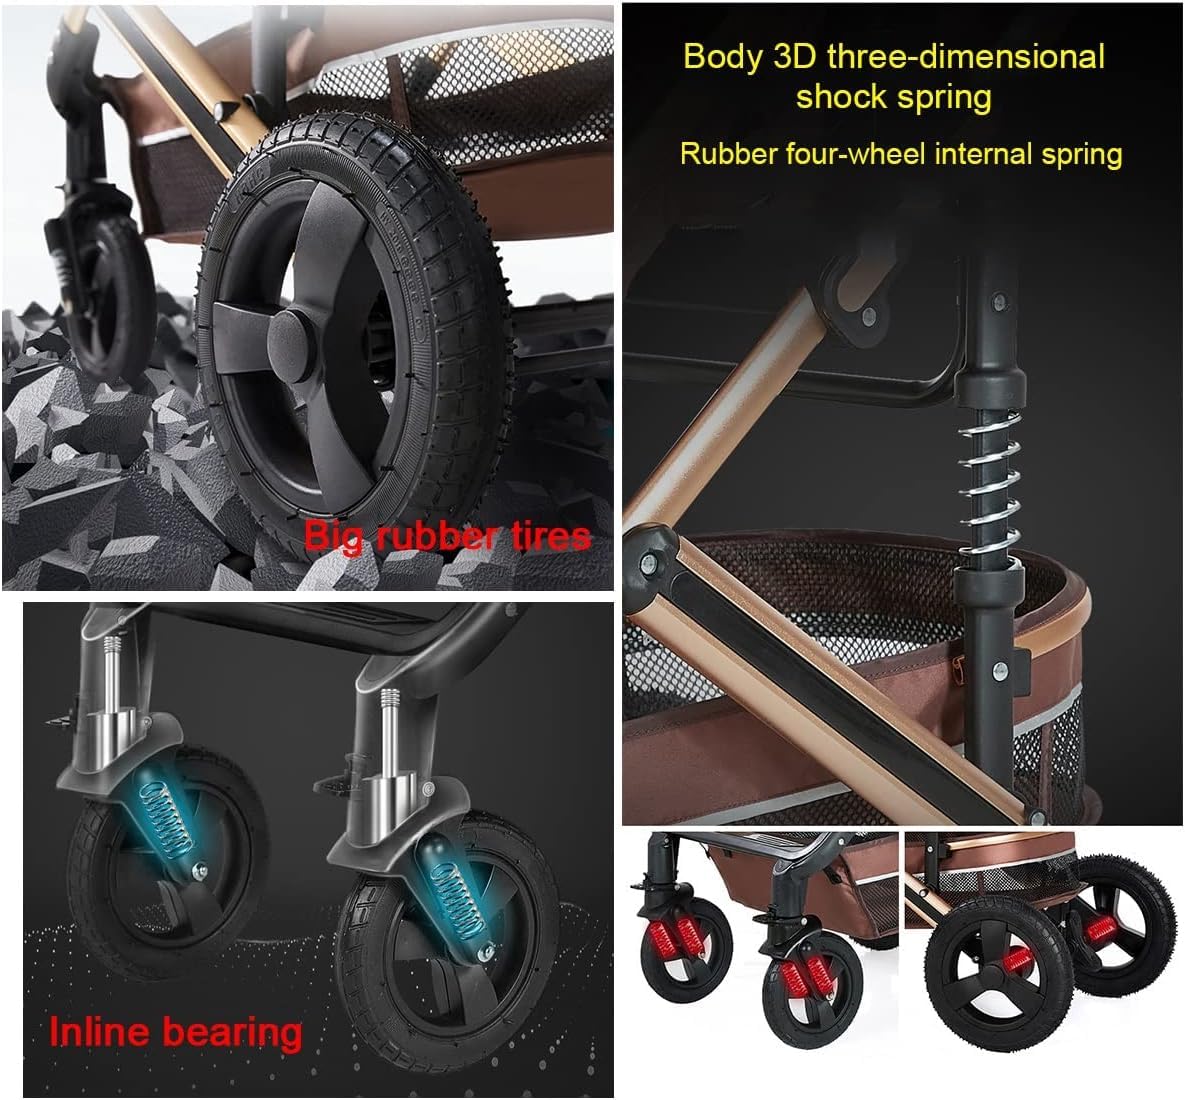 Big rubber tires
Body 3D three-dimensional
shock spring
Rubber four-wheel internal spring
Inline bearing